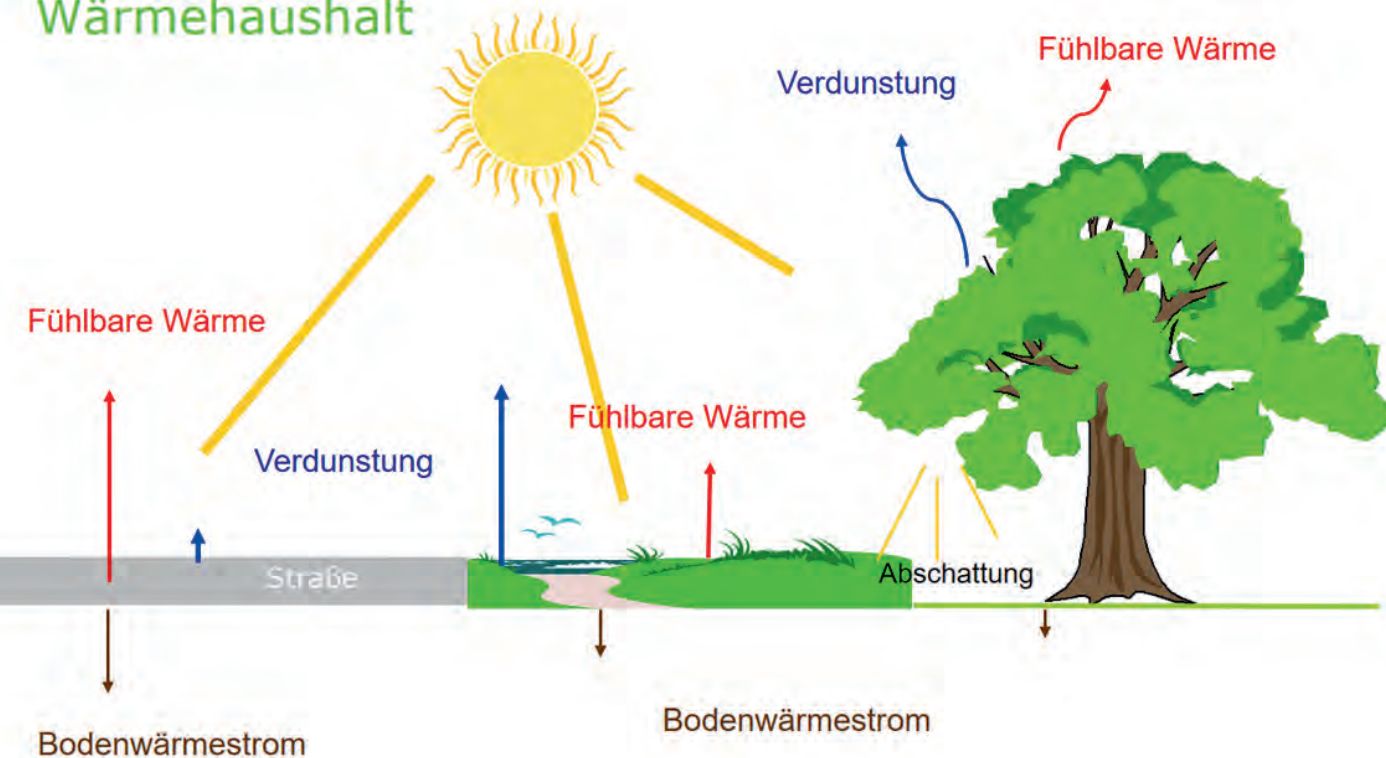 Wärmehaushalt
Fühlbare Wärme
Verdunstung
Fühlbare Wärme
Fühlbare Wärme
Verdunstung
Straße
Abschattung
Bodenwärmestrom
Bodenwärmestrom